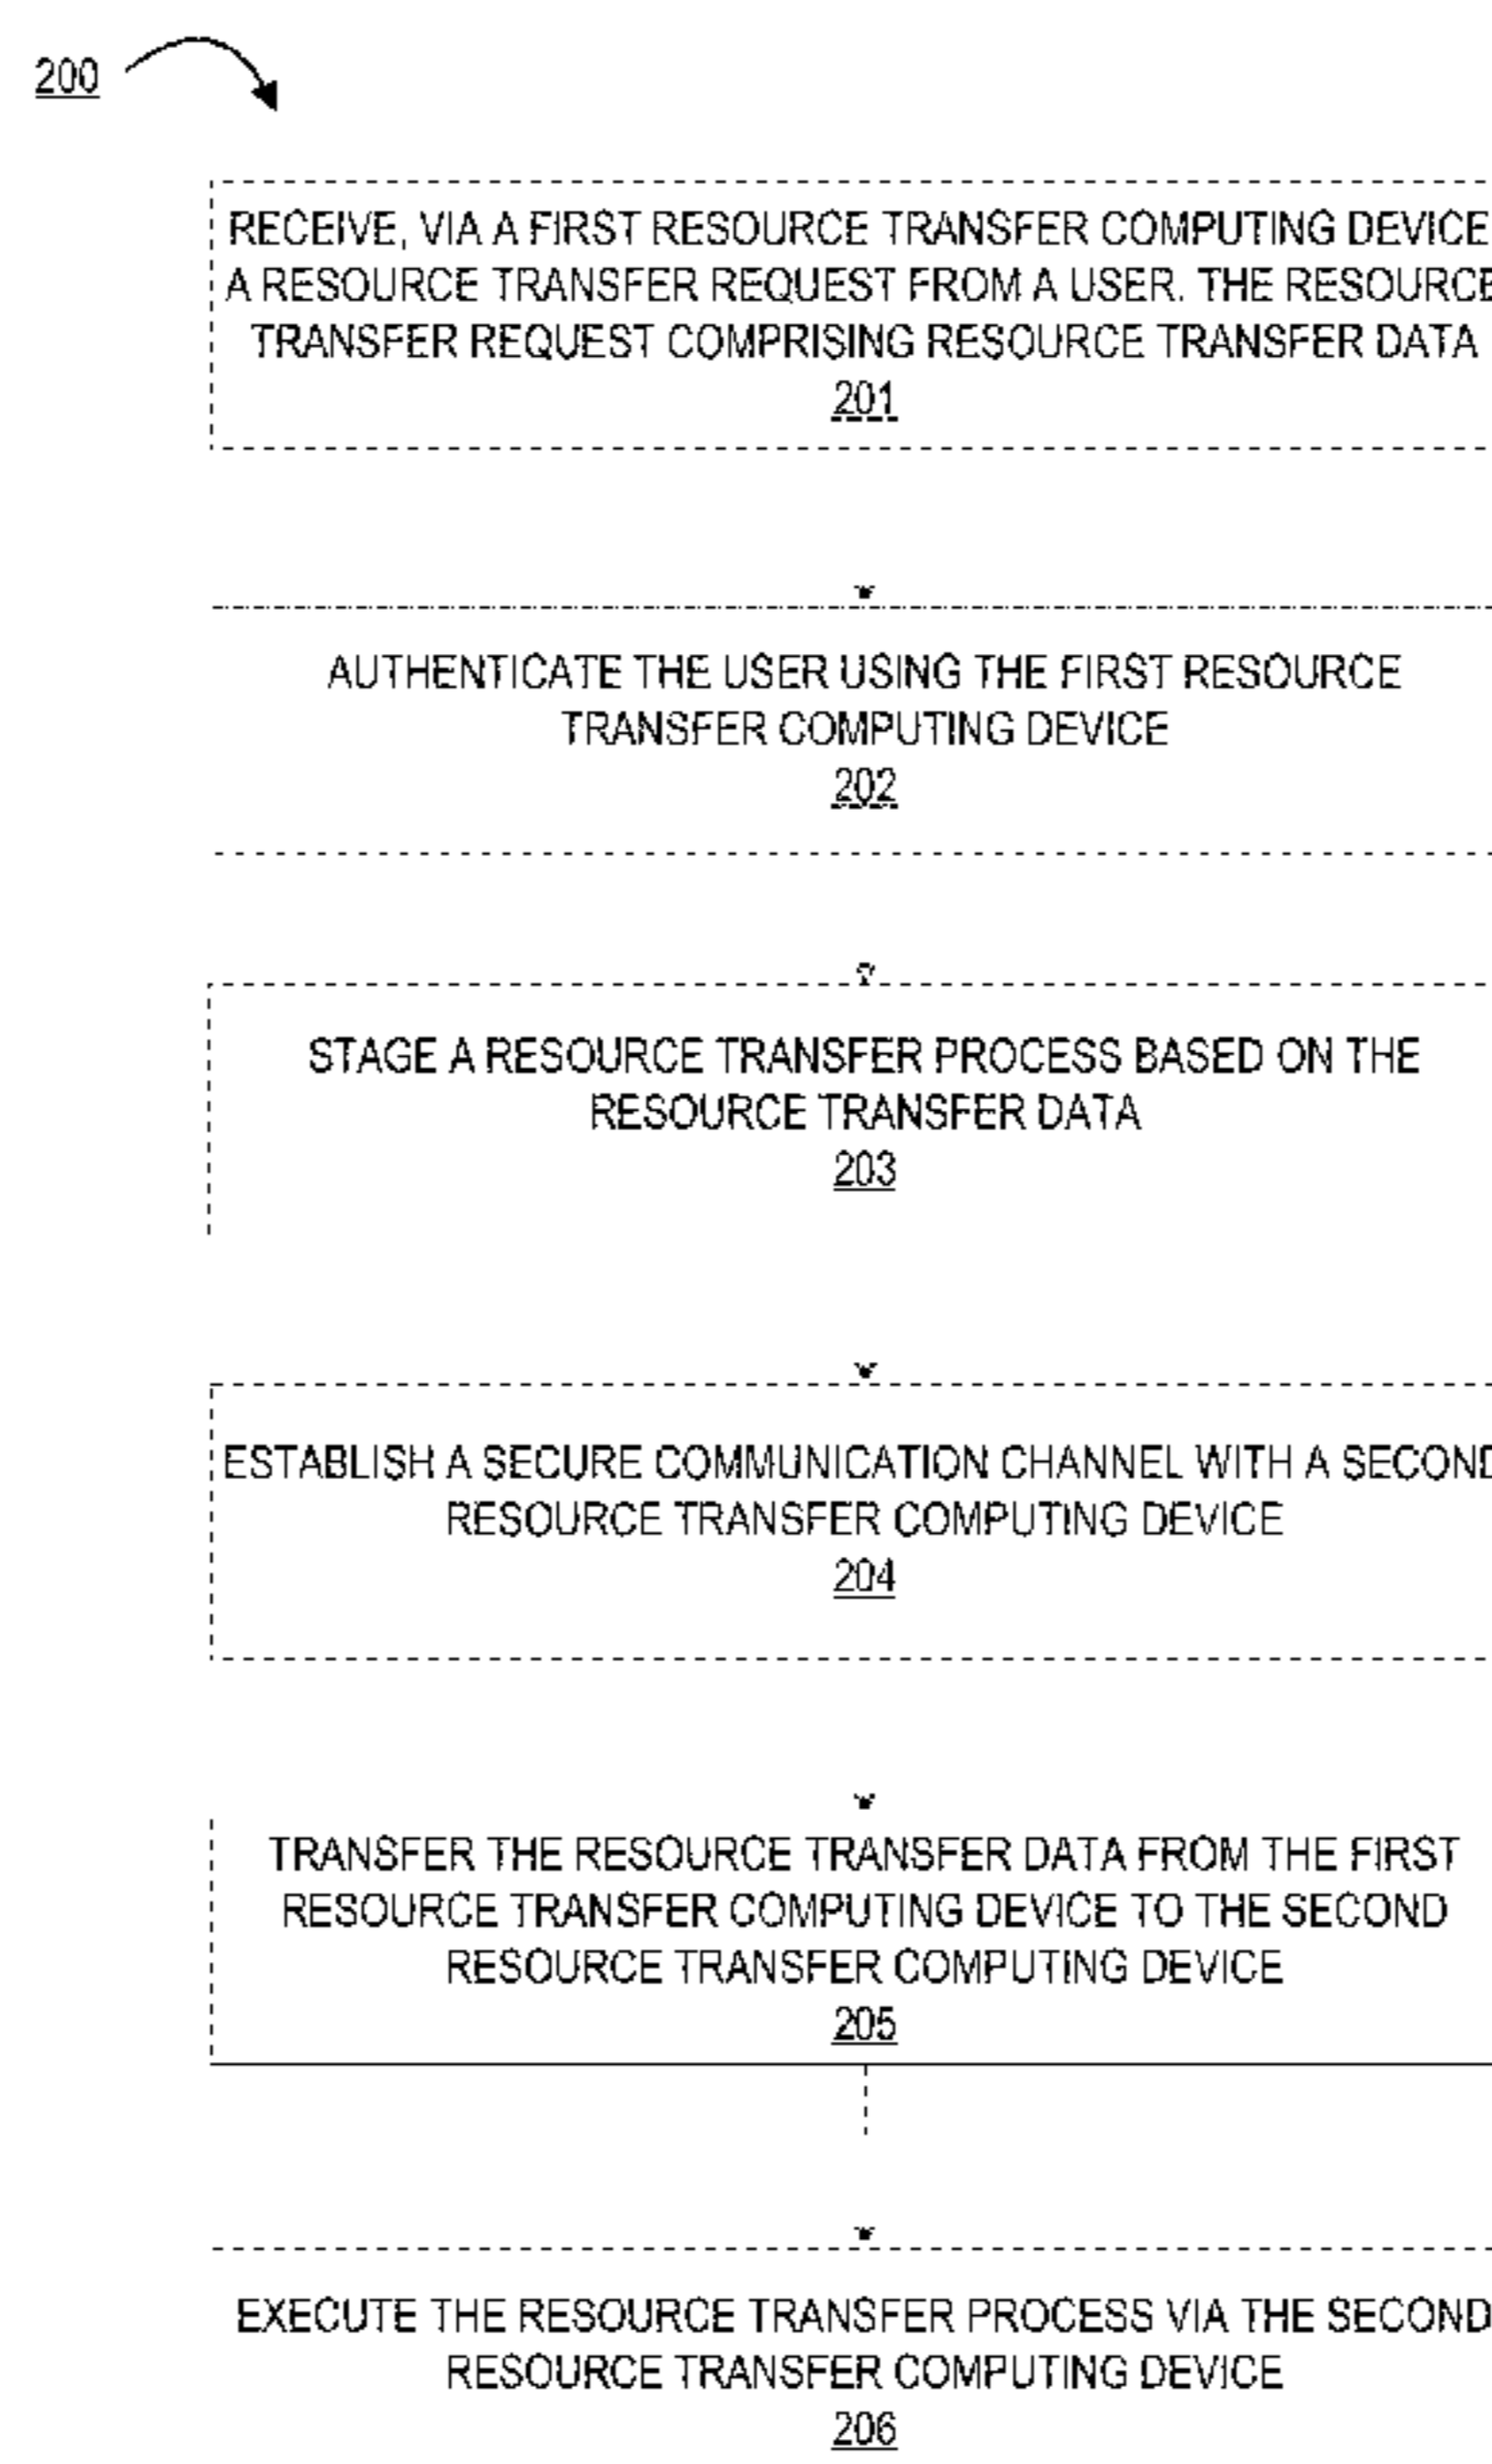 200
RECEIVE, VIA A FIRST RESOURCE TRANSFER COMPUTING DEVICE
A RESOURCE TRANSFER REQUEST FROM A USER. THE RESOURCE
TRANSFER REQUEST COMPRISING RESOURCE TRANSFER DATA
201
AUTHENTICATE THE USER USING THE FIRST RESOURCE
TRANSFER COMPUTING DEVICE
202
STAGE A RESOURCE TRANSFER PROCESS BASED ON THE
RESOURCE TRANSFER DATA
203
ESTABLISH A SECURE COMMUNICATION CHANNEL WITH A SECOND
RESOURCE TRANSFER COMPUTING DEVICE
204
TRANSFER THE RESOURCE TRANSFER DATA FROM THE FIRST
RESOURCE TRANSFER COMPUTING DEVICE TO THE SECOND
RESOURCE TRANSFER COMPUTING DEVICE
205
EXECUTE THE RESOURCE TRANSFER PROCESS VIA THE SECOND
RESOURCE TRANSFER COMPUTING DEVICE
206